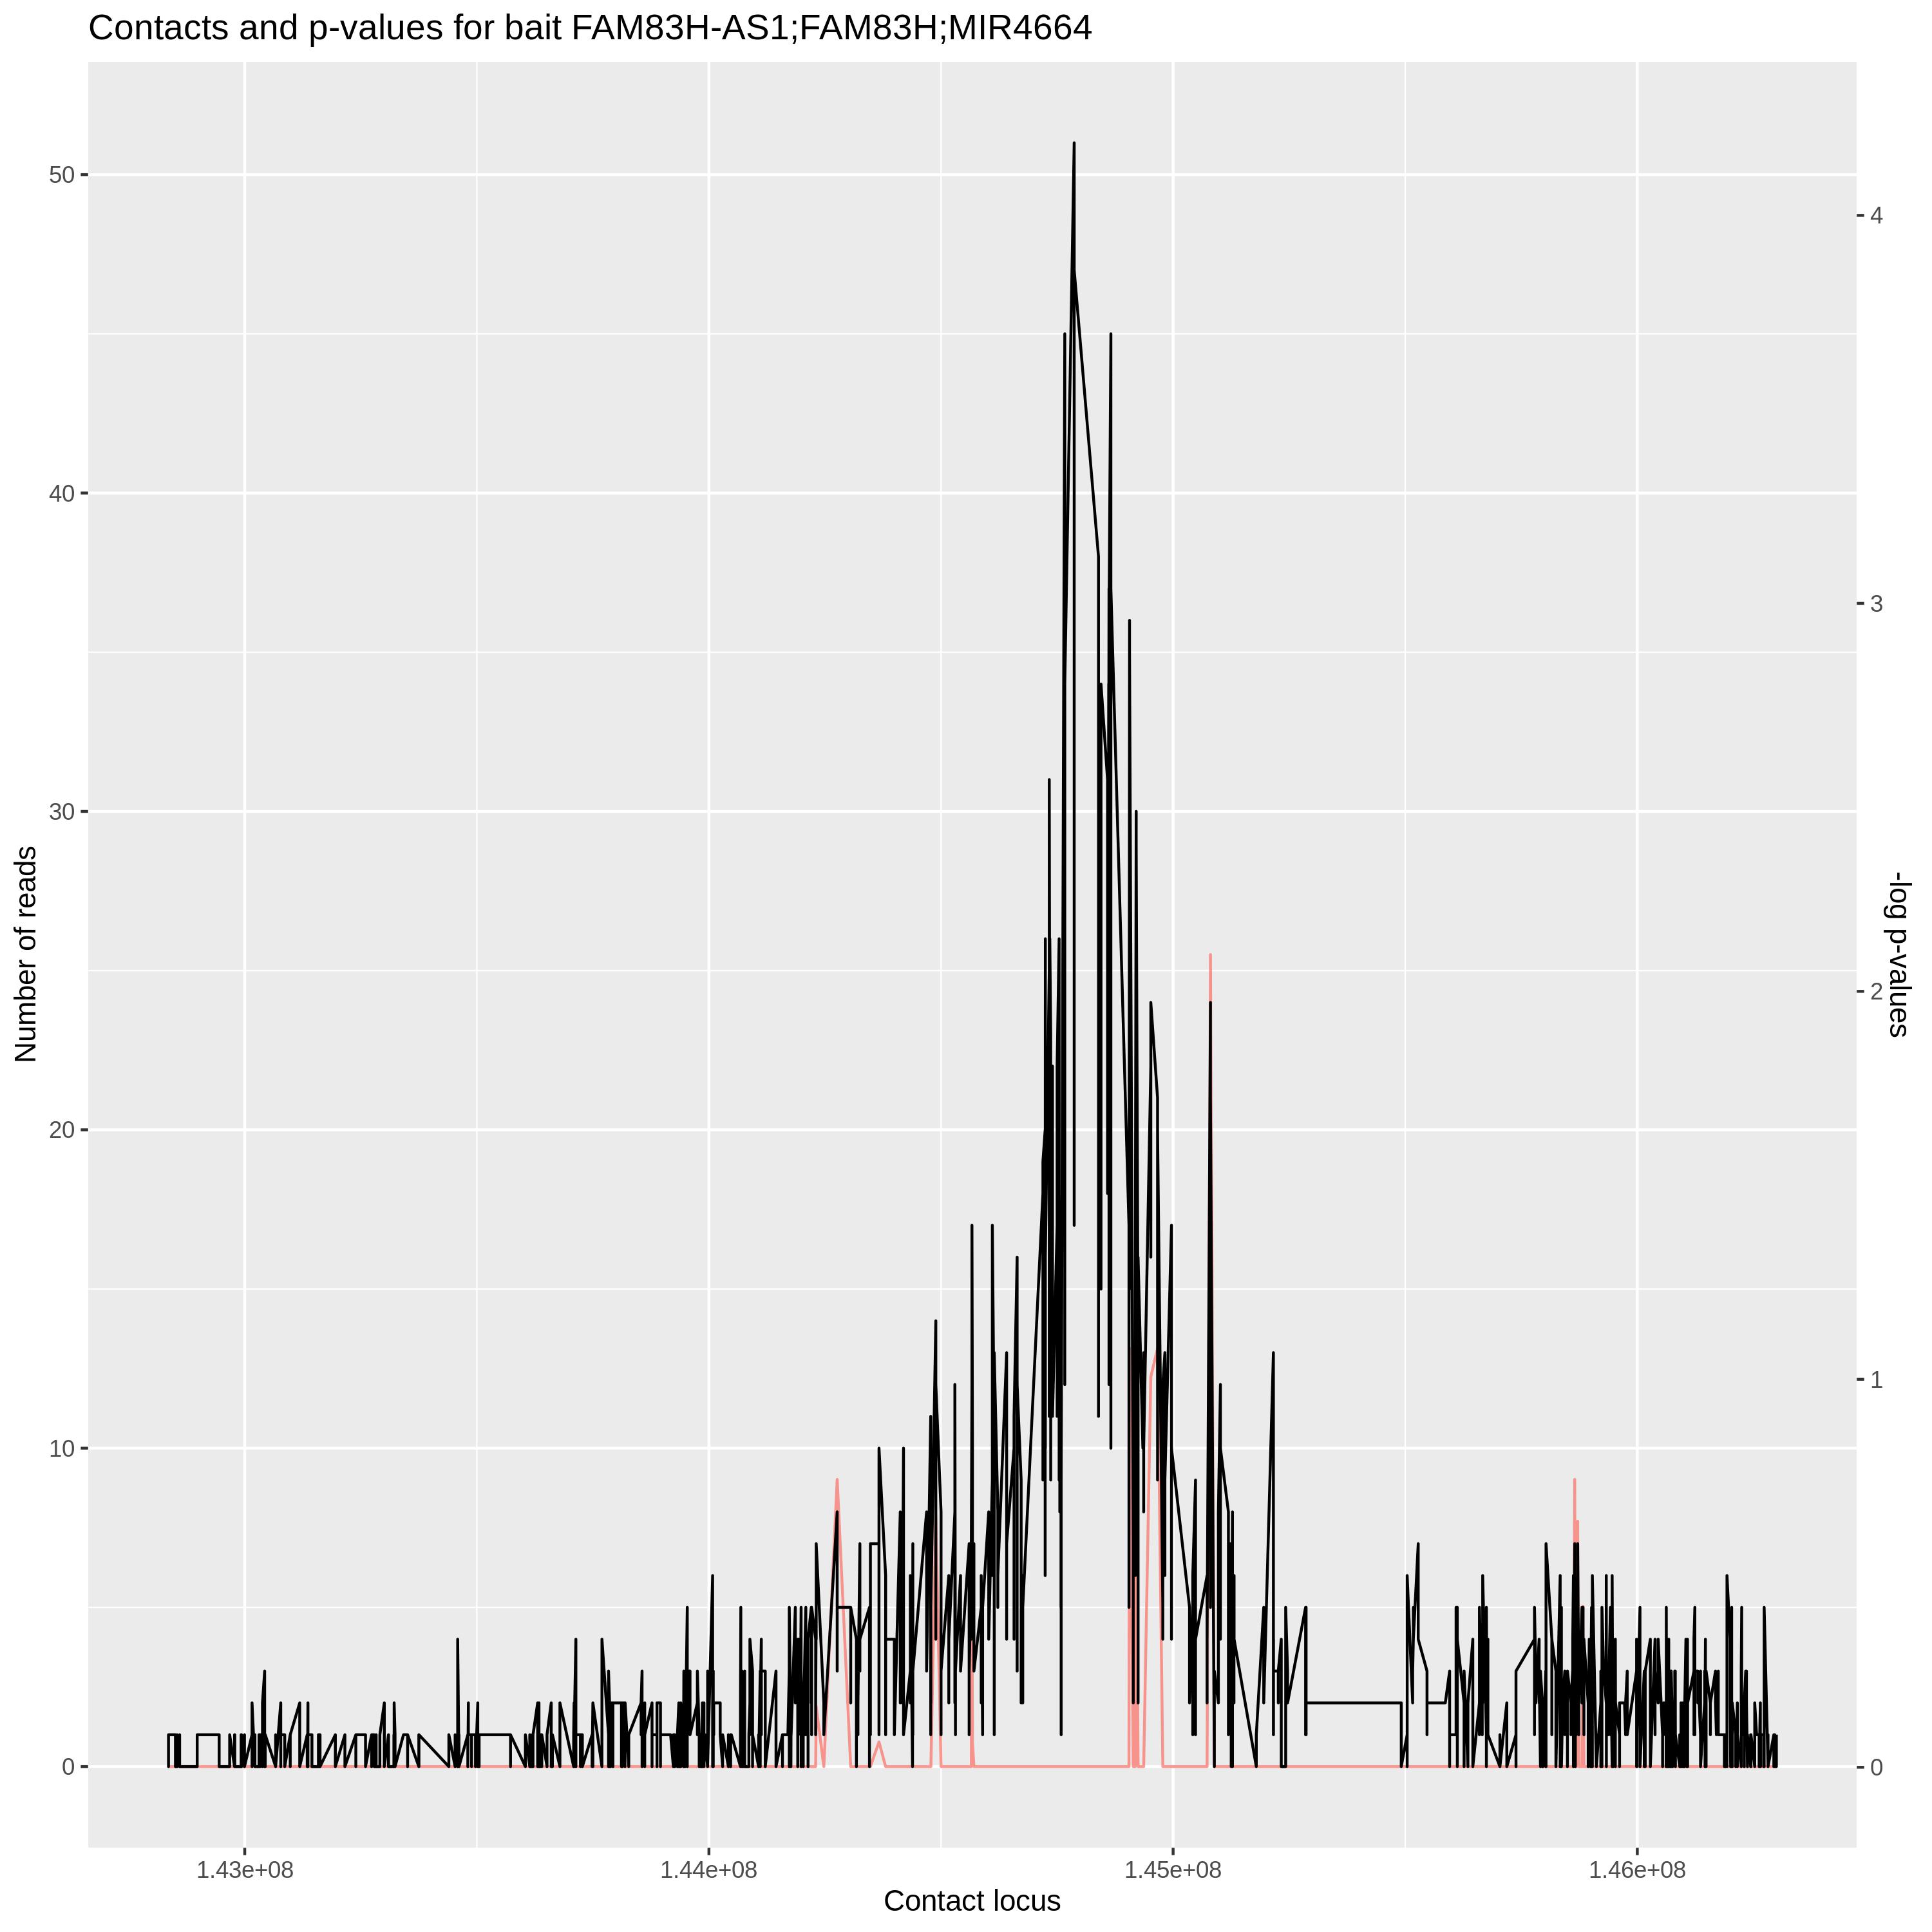 Contacts and p-values for bait FAM83H-AS1;FAM83H;MIR4664
50
40
30
20
10
0
Number of reads
4
3
2
1
0
-log p-values
1.43e+08
1.44e+08
1.45e+08
1.46e+08
Contact locus